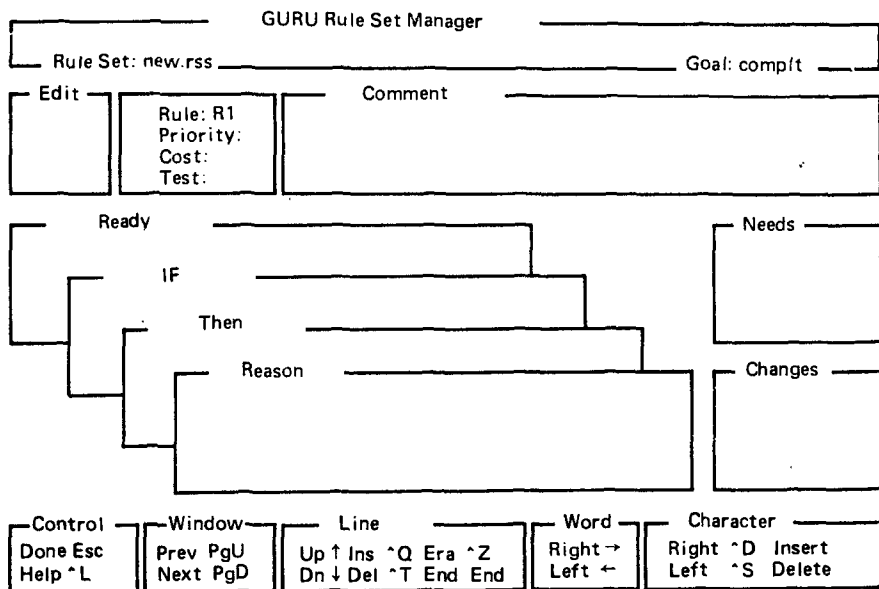 GURU Rule Set Manager
Rule Set: new.rss Goal: complt
Edit
Rule: R1
Priority:
Cost:
Test:
Comment
Ready
IF
Then
Reason
Needs
Changes
Control
Done Esc
Help ^L
Window
Prev PgU
Next PgD
Line
Up ↑ Ins ^Q Era ^Z
Dn ↓ Del ^T End End
Word
Right →
Left ←
Character
Right ^D Insert
Left ^S Delete